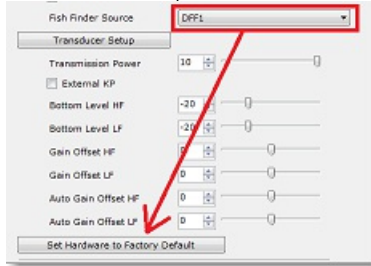 Fish Finder Source DFF1
Transducer Setup
Transmission Power 10
External KP
Bottom Level HF -20
Bottom Level LF -20
Gain Offset HF 0
Gain Offset LF 0
Auto Gain Offset HF 0
Auto Gain Offset LF 0
Set Hardware to Factory Default